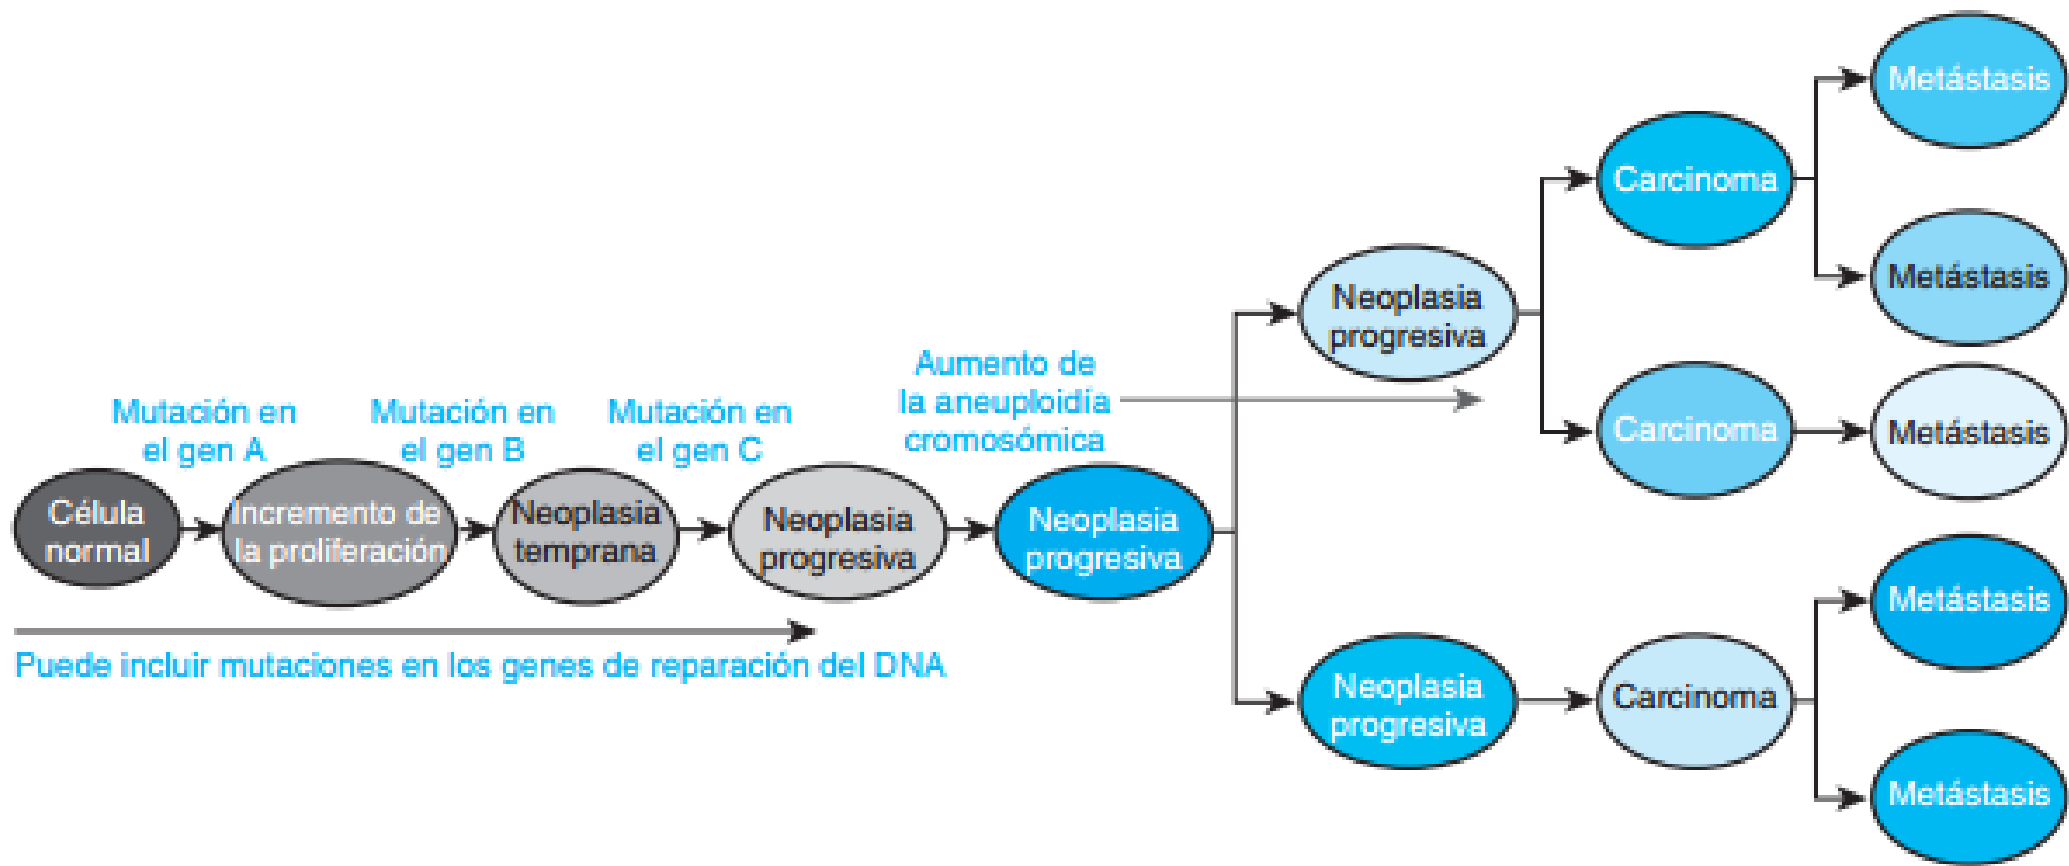 Mutación en
el gen A
Mutación en
el gen B
Mutación en
el gen C
Aumento de
la aneuploidía
cromosómica
Célula
normal
Incremento de
la proliferación
Neoplasia
temprana
Neoplasia
progresiva
Neoplasia
progresiva
Puede incluir mutaciones en los genes de reparación del DNA
Neoplasia
progresiva
Carcinoma
Metástasis
Metástasis
Carcinoma
Metástasis
Neoplasia
progresiva
Carcinoma
Metástasis
Metástasis